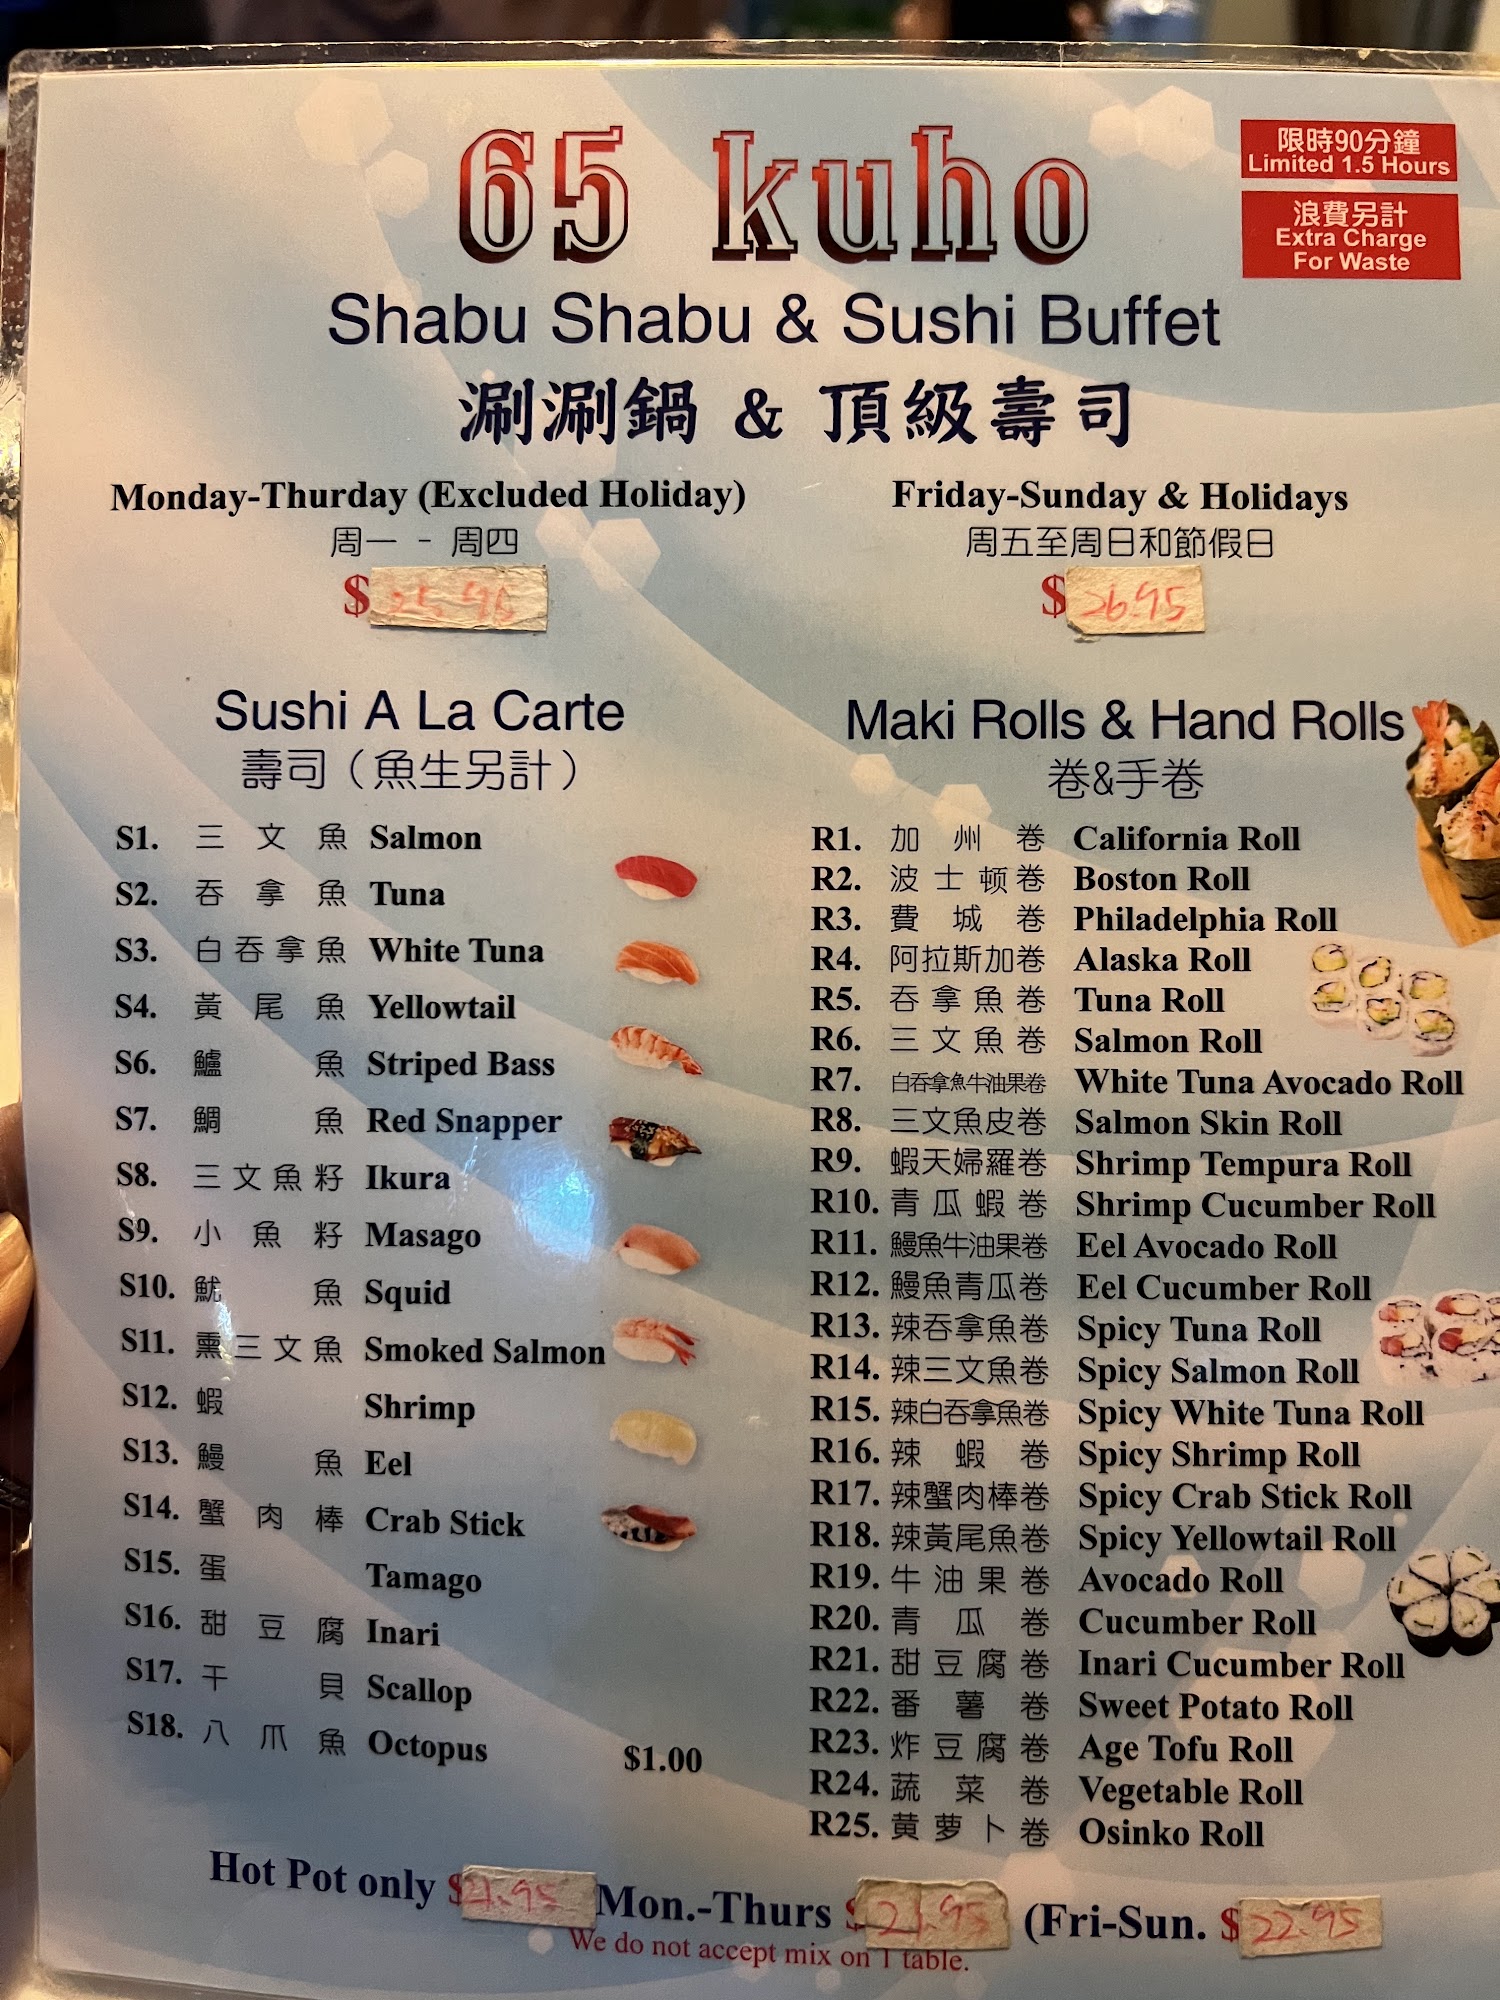 65 kuho
限時90分鐘
Limited 1.5 Hours
浪費另計
Extra Charge
For Waste
Shabu Shabu & Sushi Buffet
涮涮鍋 & 頂級壽司
Monday-Thurday (Excluded Holiday)
周一 - 周四
$25.95
Friday-Sunday & Holidays
周五至周日和節假日
$26.95
Sushi A La Carte
壽司（魚生另計）
S1. 三文魚 Salmon
S2. 吞拿魚 Tuna
S3. 白吞拿魚 White Tuna
S4. 黃尾魚 Yellowtail
S6. 鱸魚 Striped Bass
S7. 鯛魚 Red Snapper
S8. 三文魚籽 Ikura
S9. 小魚籽 Masago
S10. 魷魚 Squid
S11. 熏三文魚 Smoked Salmon
S12. 蝦 Shrimp
S13. 鰻魚 Eel
S14. 蟹肉棒 Crab Stick
S15. 蛋 Tamago
S16. 甜豆腐 Inari
S17. 干貝 Scallop
S18. 八爪魚 Octopus $1.00
Maki Rolls & Hand Rolls
卷&手卷
R1. 加州卷 California Roll
R2. 波士顿卷 Boston Roll
R3. 費城卷 Philadelphia Roll
R4. 阿拉斯加卷 Alaska Roll
R5. 吞拿魚卷 Tuna Roll
R6. 三文魚卷 Salmon Roll
R7. 白吞拿魚牛油果卷 White Tuna Avocado Roll
R8. 三文魚皮卷 Salmon Skin Roll
R9. 蝦天婦羅卷 Shrimp Tempura Roll
R10. 青瓜蝦卷 Shrimp Cucumber Roll
R11. 鰻魚牛油果卷 Eel Avocado Roll
R12. 鰻魚青瓜卷 Eel Cucumber Roll
R13. 辣吞拿魚卷 Spicy Tuna Roll
R14. 辣三文魚卷 Spicy Salmon Roll
R15. 辣白吞拿魚卷 Spicy White Tuna Roll
R16. 辣蝦卷 Spicy Shrimp Roll
R17. 辣蟹肉棒卷 Spicy Crab Stick Roll
R18. 辣黃尾魚卷 Spicy Yellowtail Roll
R19. 牛油果卷 Avocado Roll
R20. 青瓜卷 Cucumber Roll
R21. 甜豆腐卷 Inari Cucumber Roll
R22. 番薯卷 Sweet Potato Roll
R23. 炸豆腐卷 Age Tofu Roll
R24. 蔬菜卷 Vegetable Roll
R25. 黄萝卜卷 Osinko Roll
Hot Pot only $21.95 Mon.-Thurs $21.95 (Fri-Sun. $22.95
We do not accept mix on 1 table.